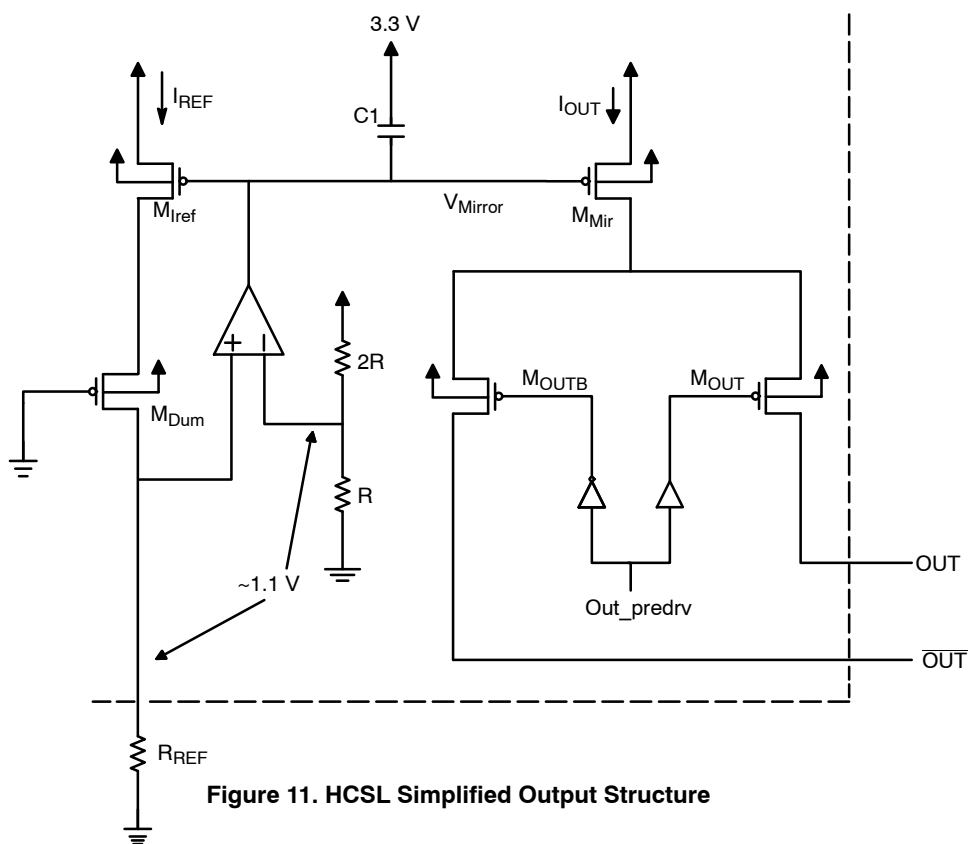 3.3 V
I_REF
C1
I_OUT
M_Iref
V_Mirror
M_Mir
+
−
2R
M_OUTB
M_OUT
M_Dum
R
~1.1 V
Out_predrv
OUT
O̅U̅T̅
R_REF
Figure 11. HCSL Simplified Output Structure